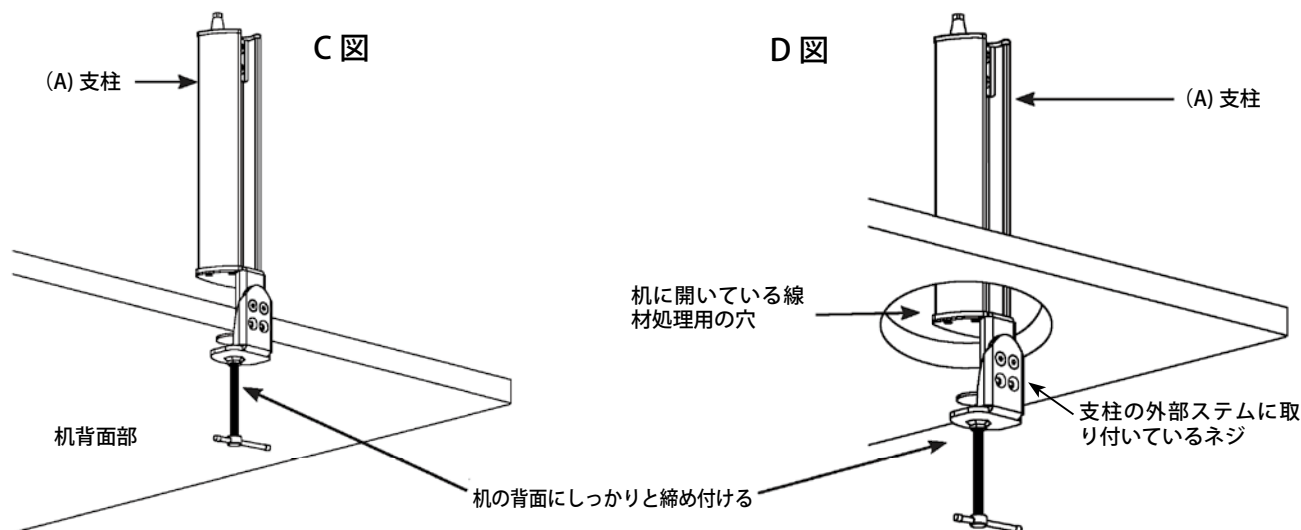 C 図
D 図
(A) 支柱
(A) 支柱
机に開いている線
材処理用の穴
支柱の外部ステムに取
り付いているネジ
机背面部
机の背面にしっかりと締め付ける